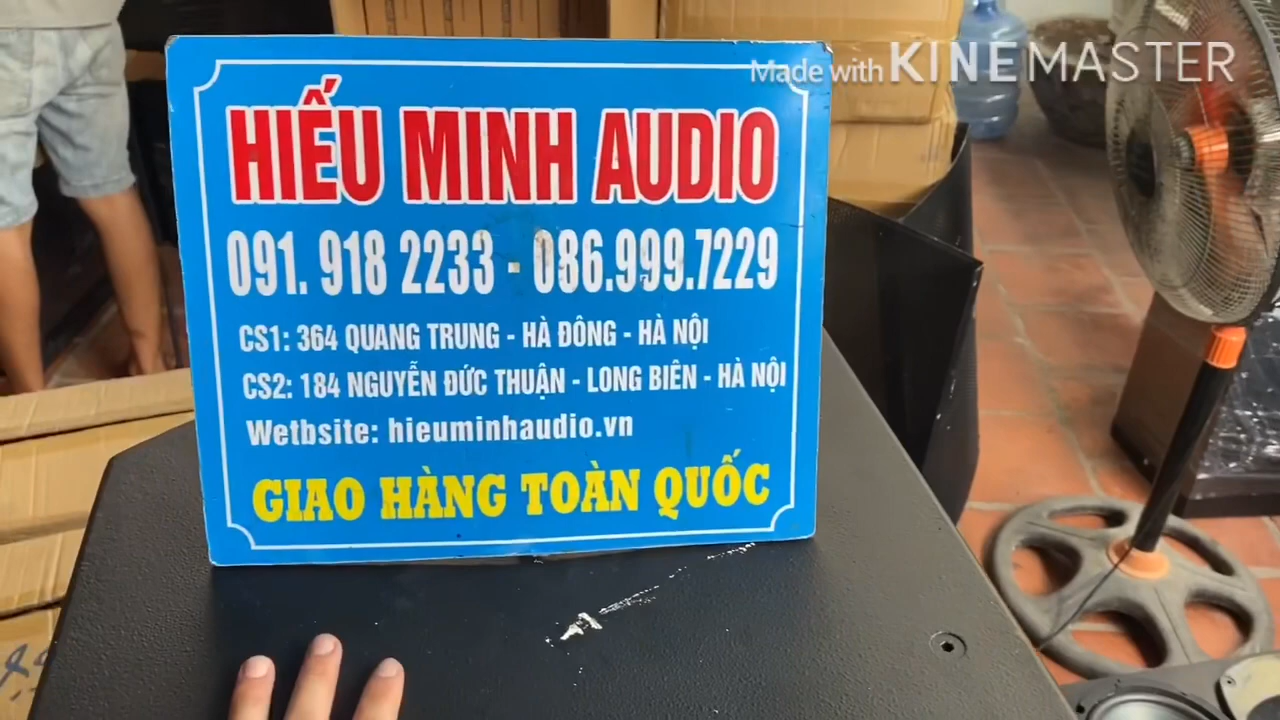 Made with KINEMASTER
HIẾU MINH AUDIO
091. 918 2233 - 086.999.7229
CS1: 364 QUANG TRUNG - HÀ ĐÔNG - HÀ NỘI
CS2: 184 NGUYỄN ĐỨC THUẬN - LONG BIÊN - HÀ NỘI
Wetbsite: hieuminhaudio.vn
GIAO HÀNG TOÀN QUỐC